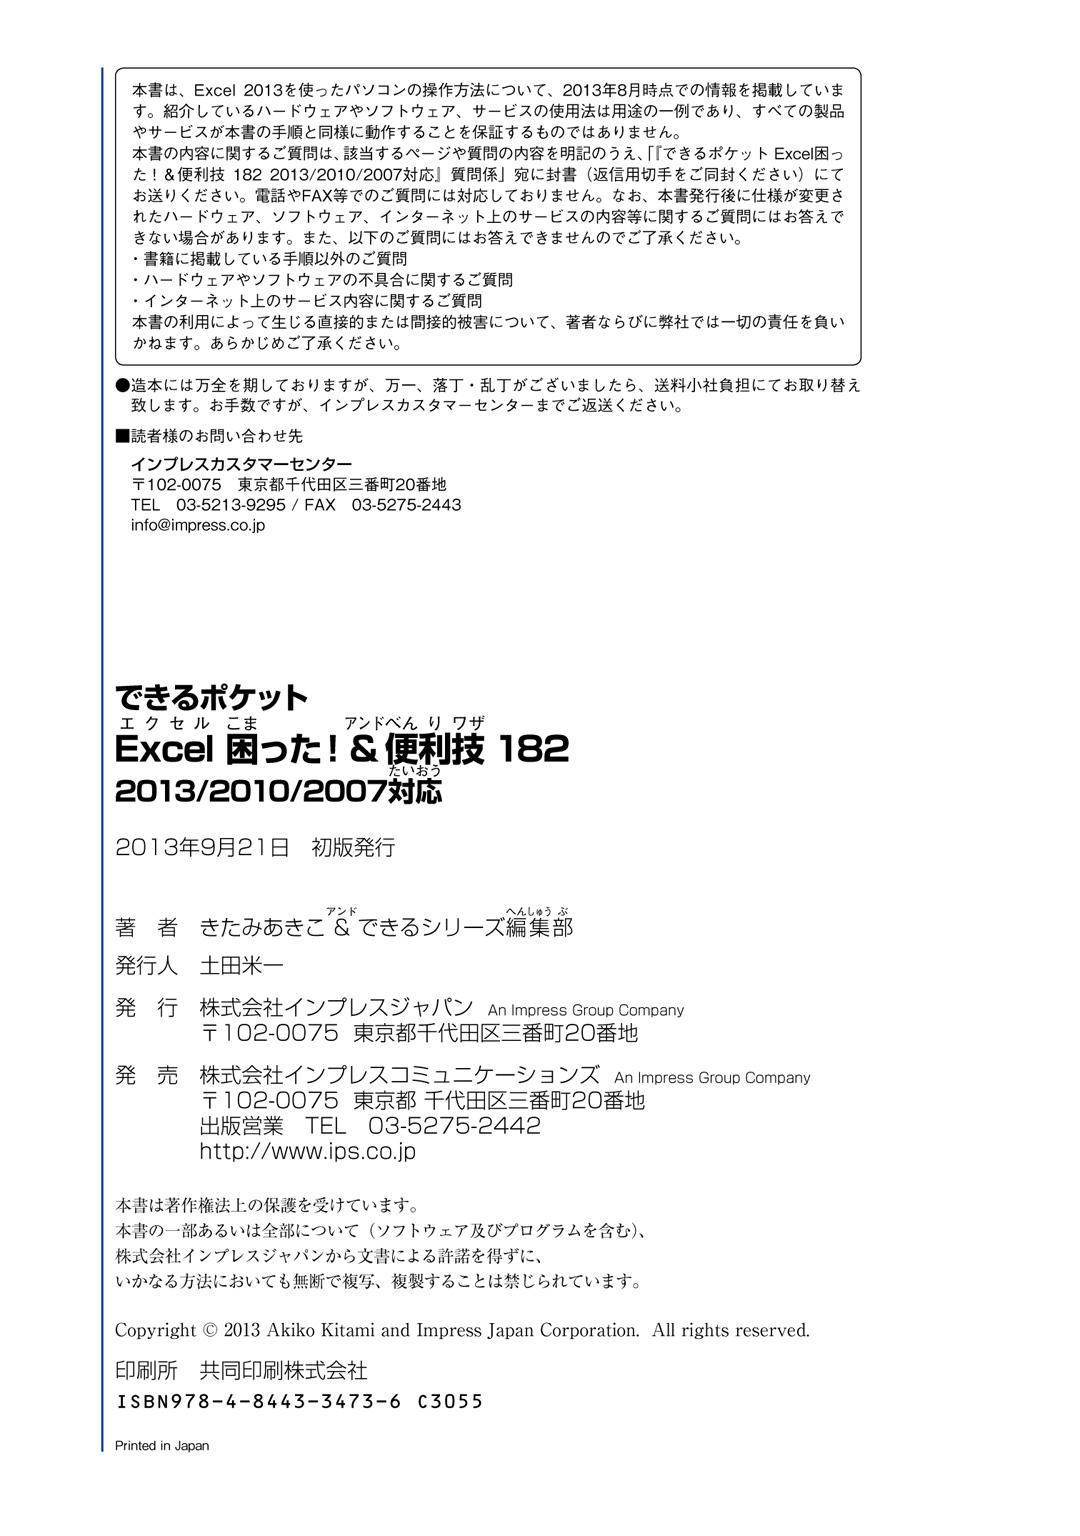 本書は、Excel 2013を使ったパソコンの操作方法について、2013年8月時点での情報を掲載していま
す。紹介しているハードウェアやソフトウェア、サービスの使用法は用途の一例であり、すべての製品
やサービスが本書の手順と同様に動作することを保証するものではありません。
本書の内容に関するご質問は、該当するページや質問の内容を明記のうえ、「『できるポケット Excel困っ
た！＆便利技 182 2013/2010/2007対応』質問係」宛に封書（返信用切手をご同封ください）にて
お送りください。電話やFAX等でのご質問には対応しておりません。なお、本書発行後に仕様が変更さ
れたハードウェア、ソフトウェア、インターネット上のサービスの内容等に関するご質問にはお答えで
きない場合があります。また、以下のご質問にはお答えできませんのでご了承ください。
・書籍に掲載している手順以外のご質問
・ハードウェアやソフトウェアの不具合に関するご質問
・インターネット上のサービス内容に関するご質問
本書の利用によって生じる直接的または間接的被害について、著者ならびに弊社では一切の責任を負い
かねます。あらかじめご了承ください。
●造本には万全を期しておりますが、万一、落丁・乱丁がございましたら、送料小社負担にてお取り替え
致します。お手数ですが、インプレスカスタマーセンターまでご返送ください。
■読者様のお問い合わせ先
インプレスカスタマーセンター
〒102-0075　東京都千代田区三番町20番地
TEL　03-5213-9295 / FAX　03-5275-2443
info@impress.co.jp
できるポケット
エクセル こま アンドべん り ワザ
Excel 困った！＆便利技 182
たいおう
2013/2010/2007対応
2013年9月21日　初版発行
アンド へんしゅう ぶ
著　者　きたみあきこ＆できるシリーズ編集部
発行人　土田米一
発　行　株式会社インプレスジャパン An Impress Group Company
〒102-0075 東京都千代田区三番町20番地
発　売　株式会社インプレスコミュニケーションズ An Impress Group Company
〒102-0075 東京都 千代田区三番町20番地
出版営業　TEL　03-5275-2442
http://www.ips.co.jp
本書は著作権法上の保護を受けています。
本書の一部あるいは全部について（ソフトウェア及びプログラムを含む）、
株式会社インプレスジャパンから文書による許諾を得ずに、
いかなる方法においても無断で複写、複製することは禁じられています。
Copyright © 2013 Akiko Kitami and Impress Japan Corporation. All rights reserved.
印刷所　共同印刷株式会社
ISBN978-4-8443-3473-6 C3055
Printed in Japan